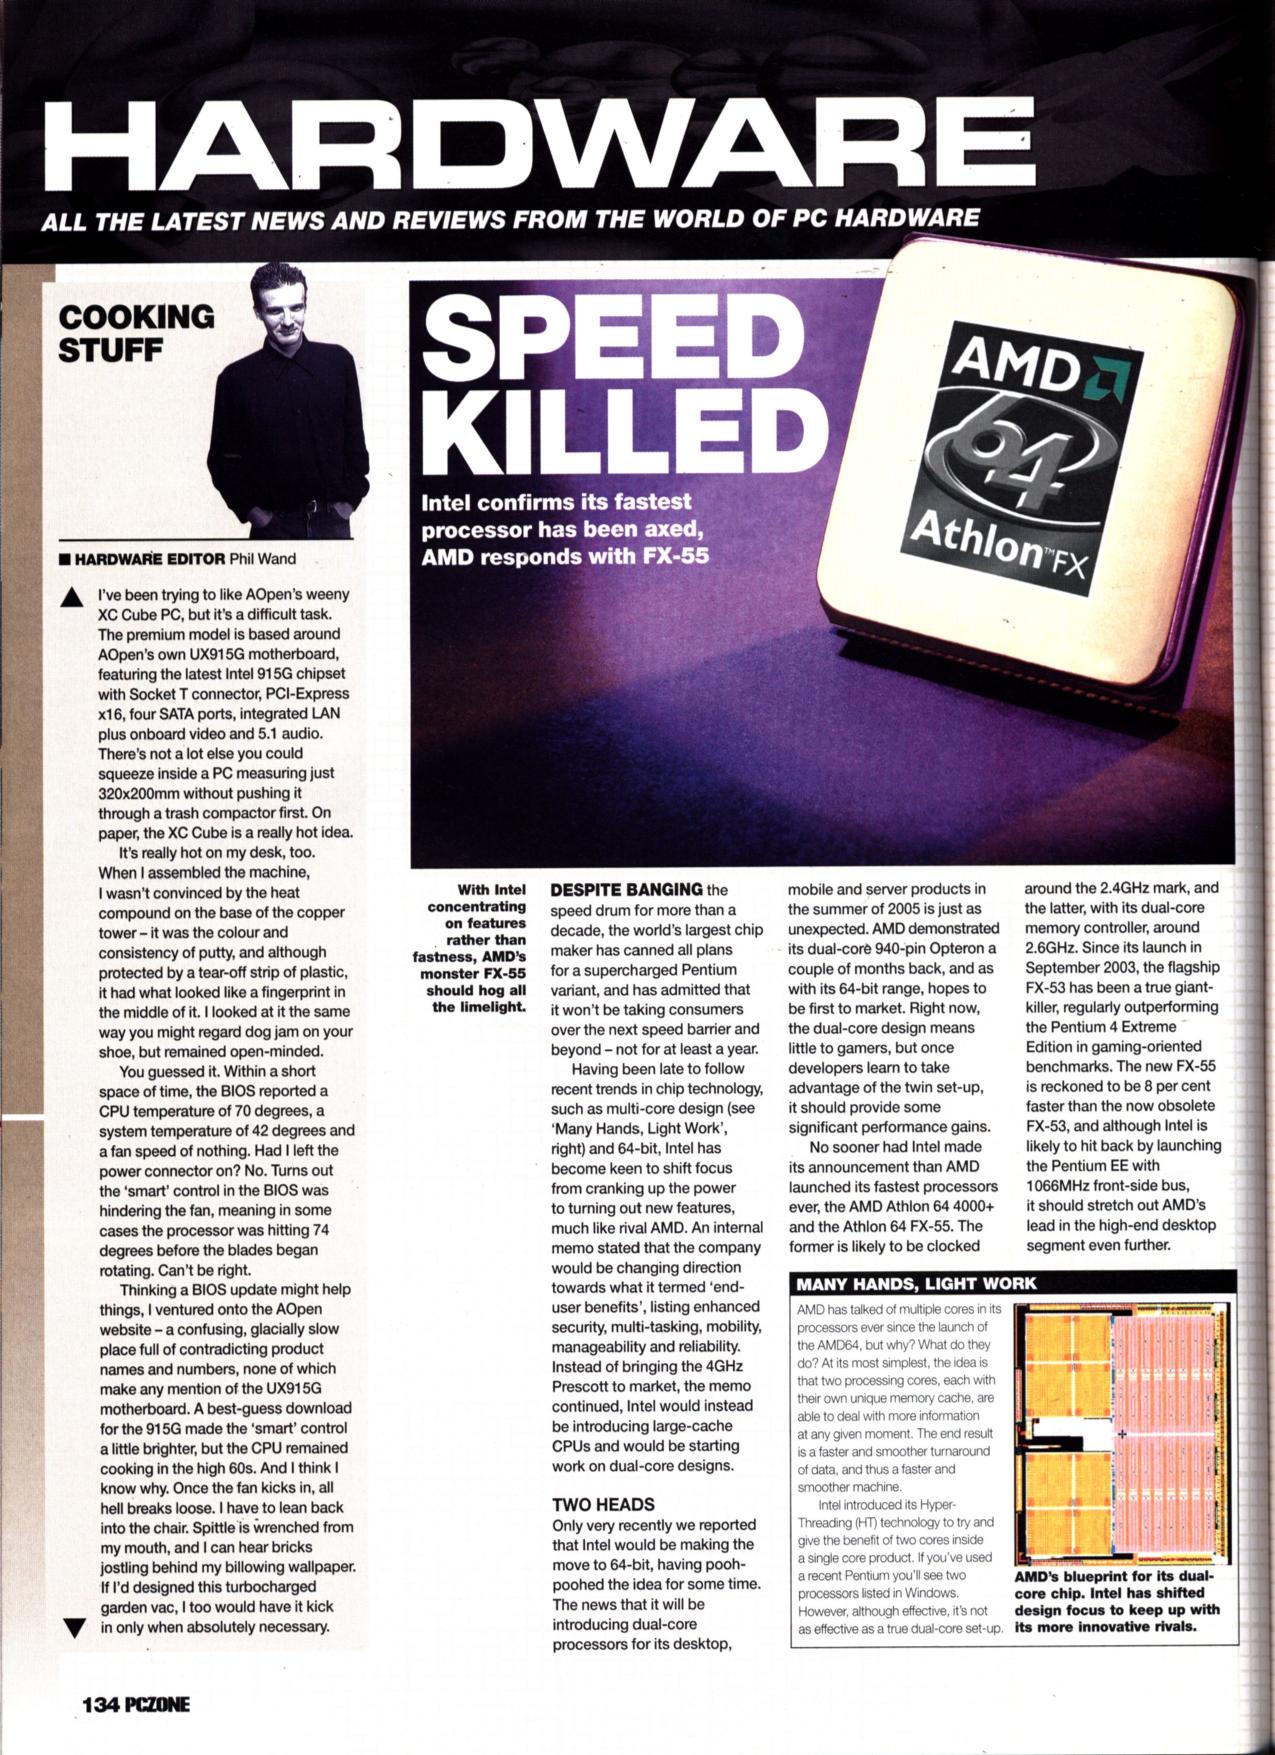 HARDWARE
ALL THE LATEST NEWS AND REVIEWS FROM THE WORLD OF PC HARDWARE
COOKING
STUFF
■ HARDWARE EDITOR Phil Wand
I've been trying to like AOpen's weeny
XC Cube PC, but it's a difficult task.
The premium model is based around
AOpen's own UX915G motherboard,
featuring the latest Intel 915G chipset
with Socket T connector, PCI-Express
x16, four SATA ports, integrated LAN
plus onboard video and 5.1 audio.
There's not a lot else you could
squeeze inside a PC measuring just
320x200mm without pushing it
through a trash compactor first. On
paper, the XC Cube is a really hot idea.
It's really hot on my desk, too.
When I assembled the machine,
I wasn't convinced by the heat
compound on the base of the copper
tower – it was the colour and
consistency of putty, and although
protected by a tear-off strip of plastic,
it had what looked like a fingerprint in
the middle of it. I looked at it the same
way you might regard dog jam on your
shoe, but remained open-minded.
You guessed it. Within a short
space of time, the BIOS reported a
CPU temperature of 70 degrees, a
system temperature of 42 degrees and
a fan speed of nothing. Had I left the
power connector on? No. Turns out
the 'smart' control in the BIOS was
hindering the fan, meaning in some
cases the processor was hitting 74
degrees before the blades began
rotating. Can't be right.
Thinking a BIOS update might help
things, I ventured onto the AOpen
website – a confusing, glacially slow
place full of contradicting product
names and numbers, none of which
make any mention of the UX915G
motherboard. A best-guess download
for the 915G made the 'smart' control
a little brighter, but the CPU remained
cooking in the high 60s. And I think I
know why. Once the fan kicks in, all
hell breaks loose. I have to lean back
into the chair. Spittle is wrenched from
my mouth, and I can hear bricks
jostling behind my billowing wallpaper.
If I'd designed this turbocharged
garden vac, I too would have it kick
in only when absolutely necessary.
SPEED
KILLED
Intel confirms its fastest
processor has been axed,
AMD responds with FX-55
AMD
64
Athlon™FX
With Intel
concentrating
on features
rather than
fastness, AMD's
monster FX-55
should hog all
the limelight.
DESPITE BANGING the
speed drum for more than a
decade, the world's largest chip
maker has canned all plans
for a supercharged Pentium
variant, and has admitted that
it won't be taking consumers
over the next speed barrier and
beyond – not for at least a year.
Having been late to follow
recent trends in chip technology,
such as multi-core design (see
'Many Hands, Light Work',
right) and 64-bit, Intel has
become keen to shift focus
from cranking up the power
to turning out new features,
much like rival AMD. An internal
memo stated that the company
would be changing direction
towards what it termed 'end-
user benefits', listing enhanced
security, multi-tasking, mobility,
manageability and reliability.
Instead of bringing the 4GHz
Prescott to market, the memo
continued, Intel would instead
be introducing large-cache
CPUs and would be starting
work on dual-core designs.
TWO HEADS
Only very recently we reported
that Intel would be making the
move to 64-bit, having pooh-
poohed the idea for some time.
The news that it will be
introducing dual-core
processors for its desktop,
mobile and server products in
the summer of 2005 is just as
unexpected. AMD demonstrated
its dual-core 940-pin Opteron a
couple of months back, and as
with its 64-bit range, hopes to
be first to market. Right now,
the dual-core design means
little to gamers, but once
developers learn to take
advantage of the twin set-up,
it should provide some
significant performance gains.
No sooner had Intel made
its announcement than AMD
launched its fastest processors
ever, the AMD Athlon 64 4000+
and the Athlon 64 FX-55. The
former is likely to be clocked
around the 2.4GHz mark, and
the latter, with its dual-core
memory controller, around
2.6GHz. Since its launch in
September 2003, the flagship
FX-53 has been a true giant-
killer, regularly outperforming
the Pentium 4 Extreme
Edition in gaming-oriented
benchmarks. The new FX-55
is reckoned to be 8 per cent
faster than the now obsolete
FX-53, and although Intel is
likely to hit back by launching
the Pentium EE with
1066MHz front-side bus,
it should stretch out AMD's
lead in the high-end desktop
segment even further.
MANY HANDS, LIGHT WORK
AMD has talked of multiple cores in its
processors ever since the launch of
the AMD64, but why? What do they
do? At its most simplest, the idea is
that two processing cores, each with
their own unique memory cache, are
able to deal with more information
at any given moment. The end result
is a faster and smoother turnaround
of data, and thus a faster and
smoother machine.
Intel introduced its Hyper-
Threading (HT) technology to try and
give the benefit of two cores inside
a single core product. If you've used
a recent Pentium you'll see two
processors listed in Windows.
However, although effective, it's not
as effective as a true dual-core set-up.
AMD's blueprint for its dual-
core chip. Intel has shifted
design focus to keep up with
its more innovative rivals.
134 PCZONE